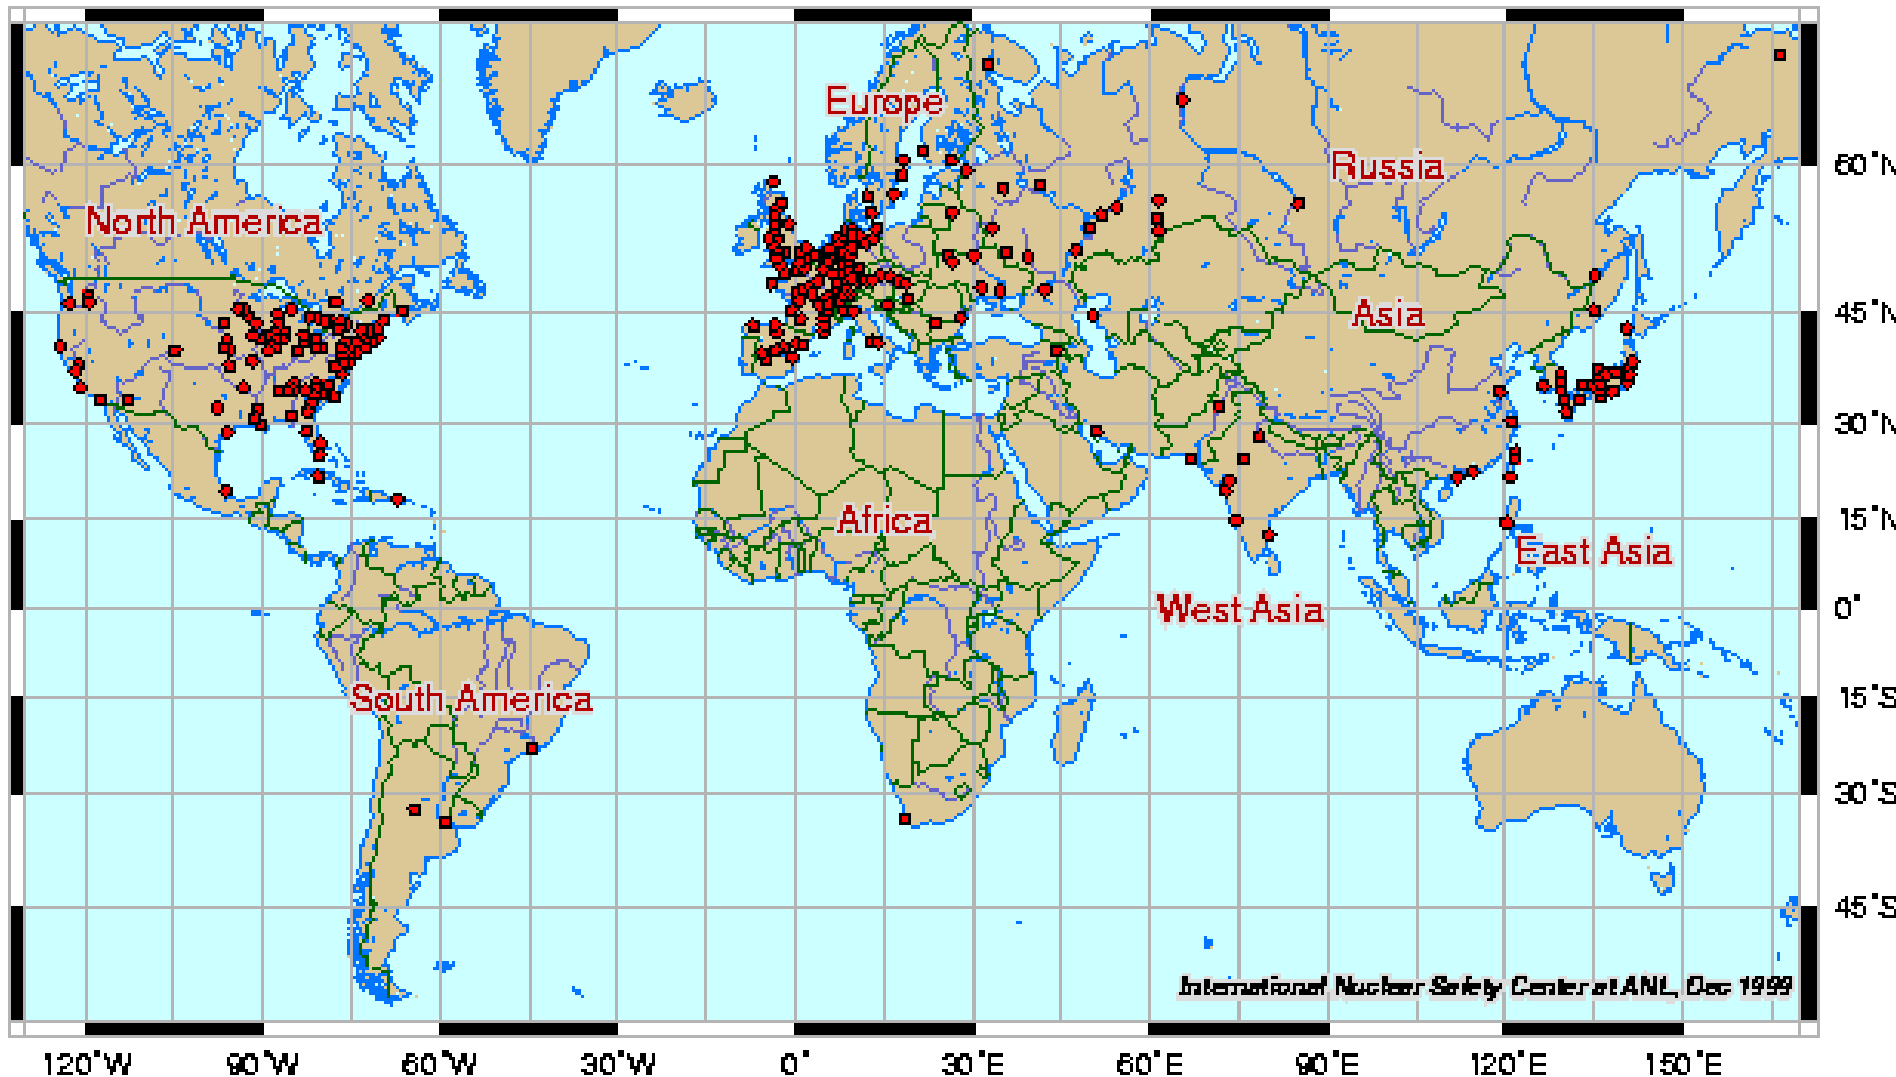 Europe
Russia
60°N
North America
Asia
45°N
30°N
Africa
15°N
East Asia
West Asia
0°
South America
15°S
30°S
45°S
International Nuclear Safety Center at ANL, Dec 1999
120°W
90°W
60°W
30°W
0°
30°E
60°E
90°E
120°E
150°E